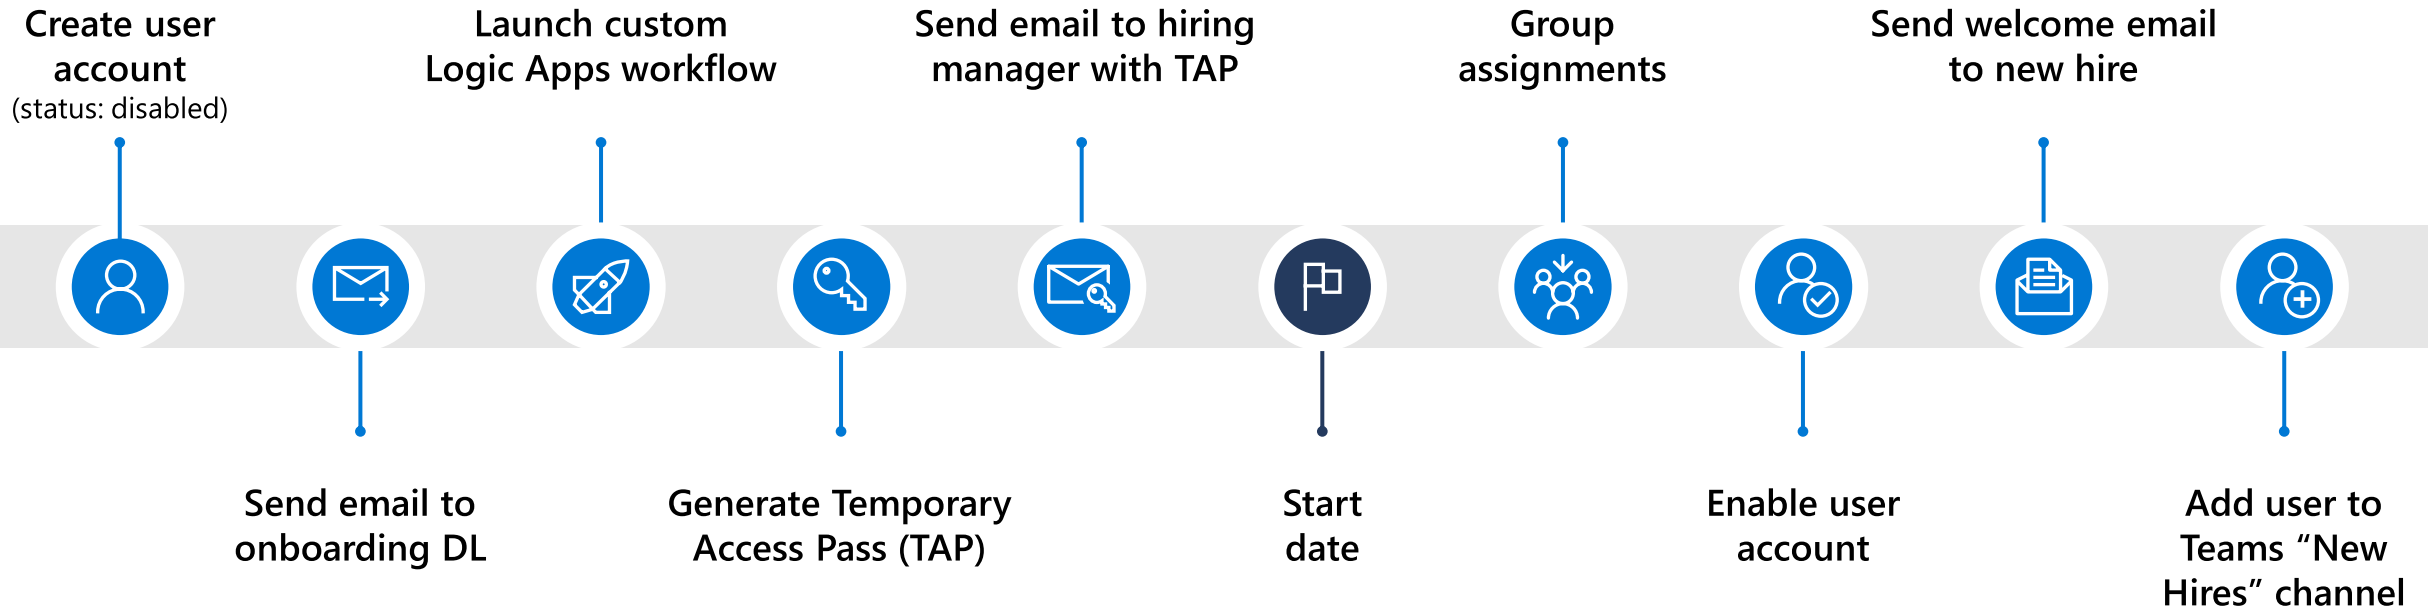 Create user
account
(status: disabled)
Send email to
onboarding DL
Launch custom
Logic Apps workflow
Generate Temporary
Access Pass (TAP)
Send email to hiring
manager with TAP
Start
date
Group
assignments
Enable user
account
Send welcome email
to new hire
Add user to
Teams “New
Hires” channel